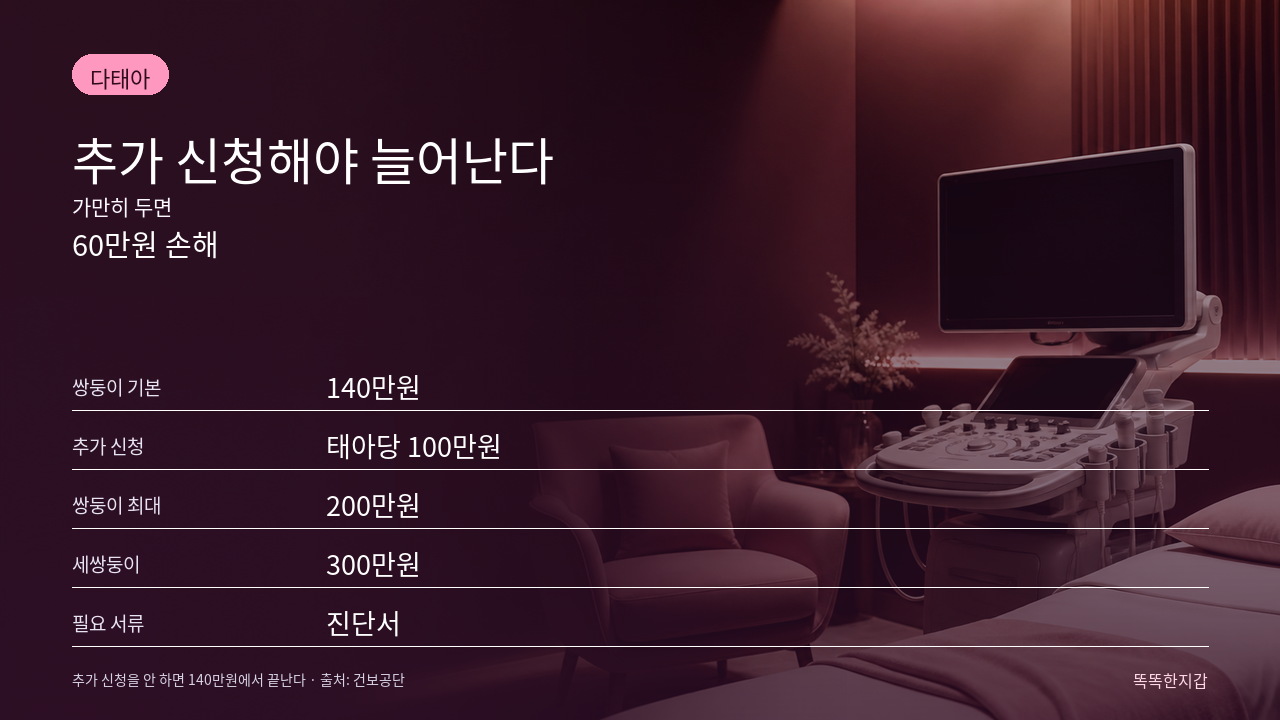 다태아
추가 신청해야 늘어난다
가만히 두면
60만원 손해
쌍둥이 기본 140만원
추가 신청 태아당 100만원
쌍둥이 최대 200만원
세쌍둥이 300만원
필요 서류 진단서
추가 신청을 안 하면 140만원에서 끝난다 · 출처: 건보공단
똑똑한지갑